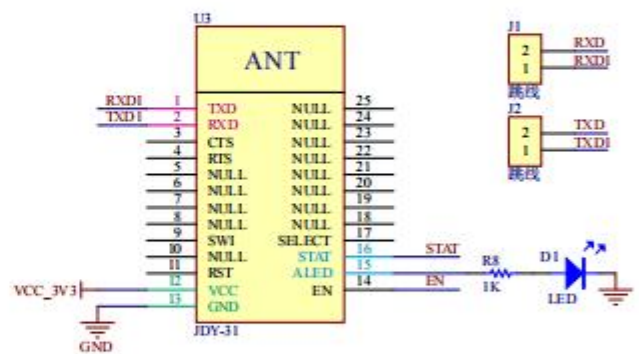 U3
ANT
RXD1 1 TXD NULL 25
TXD1 2 RXD NULL 24
3 CTS NULL 23
4 RTS NULL 22
5 NULL NULL 21
6 NULL NULL 20
7 NULL NULL 19
8 NULL NULL 18
9 SWI SELECT 17
10 NULL STAT 16 STAT
11 RST ALED 15
VCC_3V3 12 VCC EN 14 EN
13 GND
GND
JDY-31
R8
1K
D1
LED
J1
2 RXD
1 RXD1
跳线
J2
2 TXD
1 TXD1
跳线